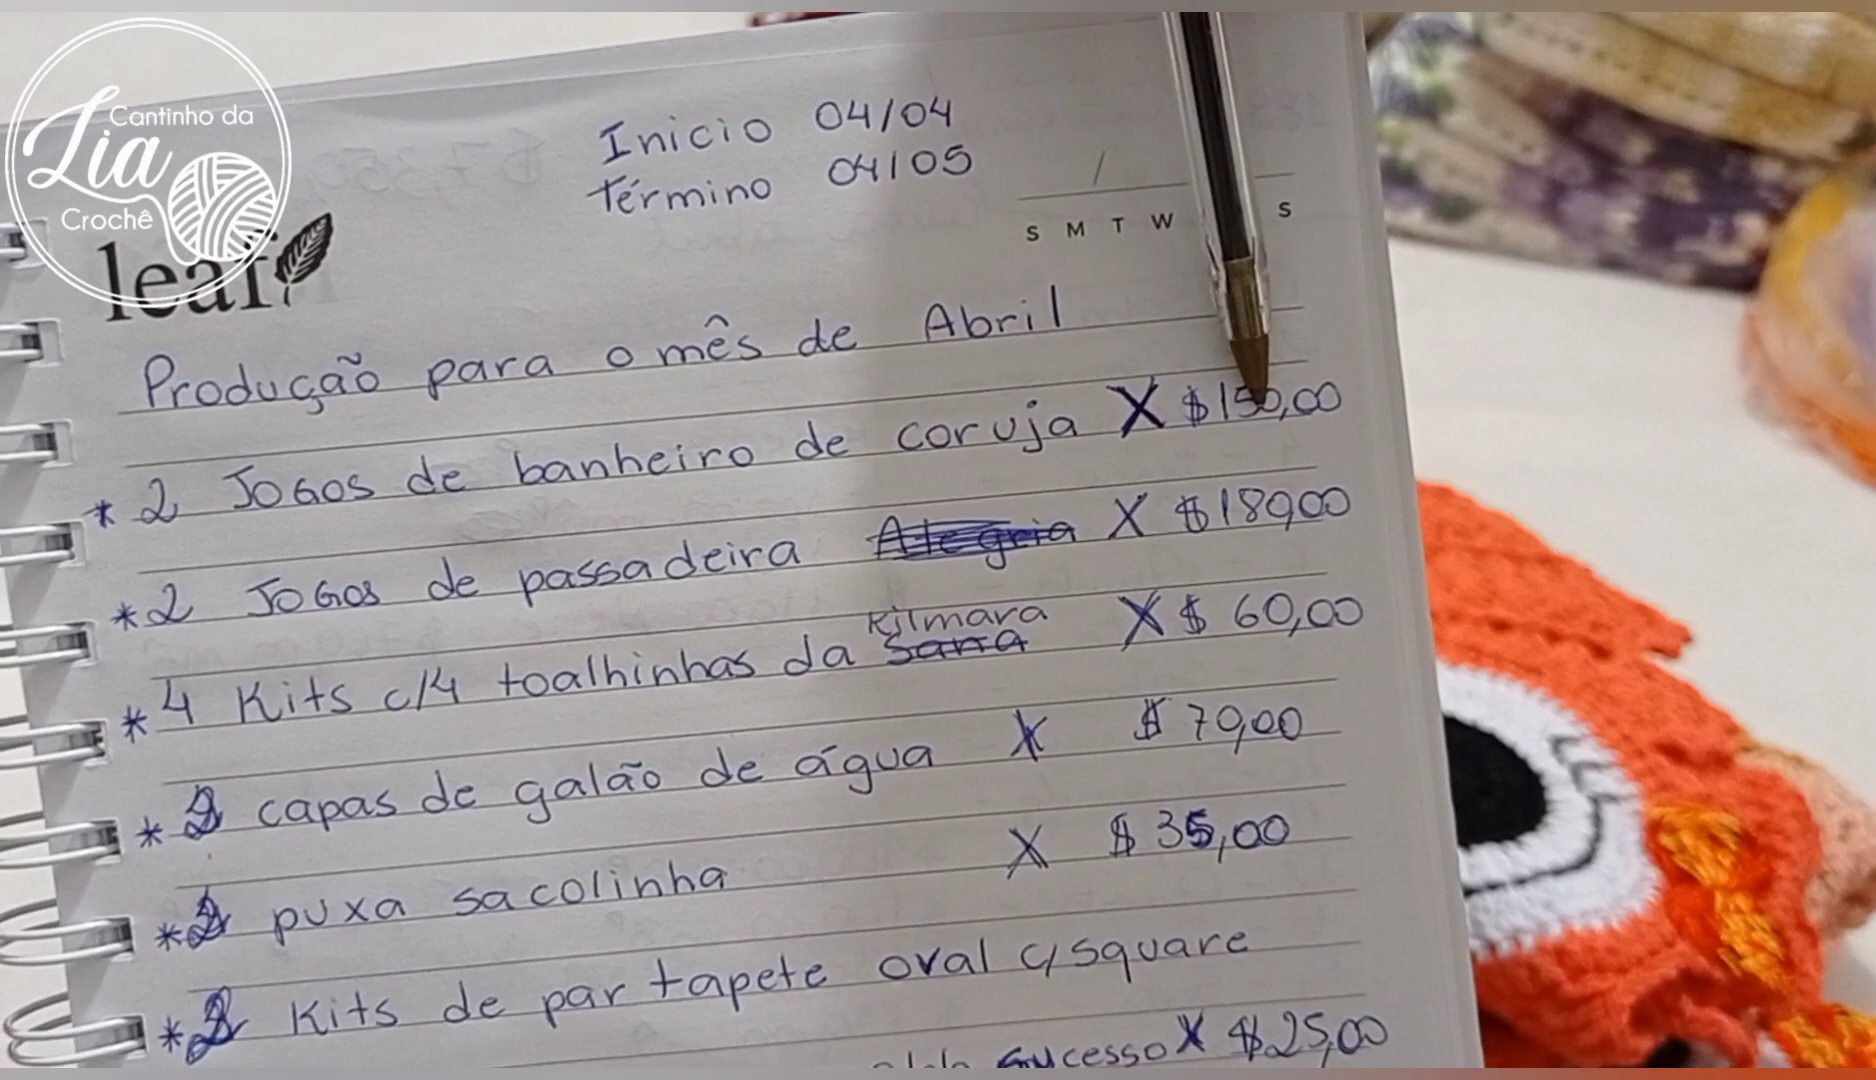 Cantinho da
Lia
Crochê
leaf
Inicio 04/04
Término 04/05
/
S M T W S
Produção para o mês de Abril
* 2 Jogos de banheiro de coruja X $150,00
* 2 Jogos de passadeira Alegria X $180,00
Kilmara
* 4 Kits c/4 toalhinhas da Sara X $ 60,00
* 2 capas de galão de água X $ 70,00
* 2 puxa sacolinha X $ 35,00
* 2 Kits de par tapete oval c/square
sucesso X $25,00